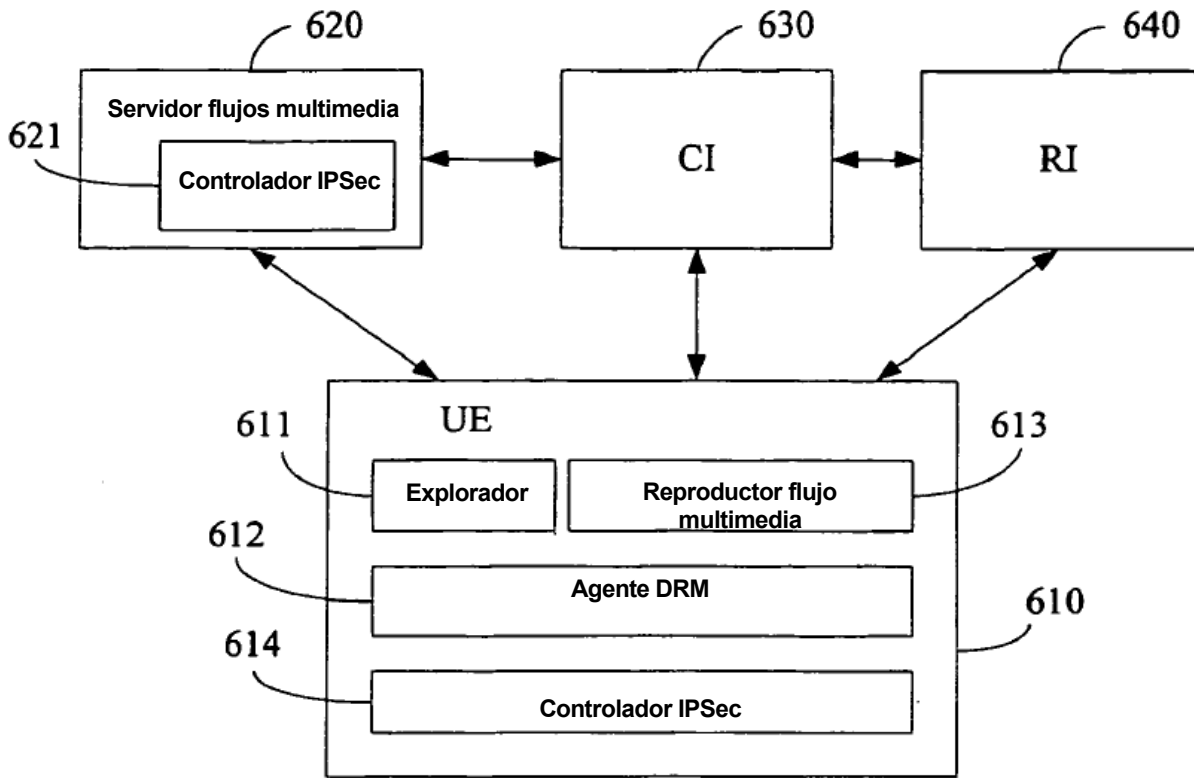 620
630
640
Servidor flujos multimedia
621
Controlador IPSec
CI
RI
UE
611
613
Explorador
Reproductor flujo
multimedia
612
Agente DRM
610
614
Controlador IPSec